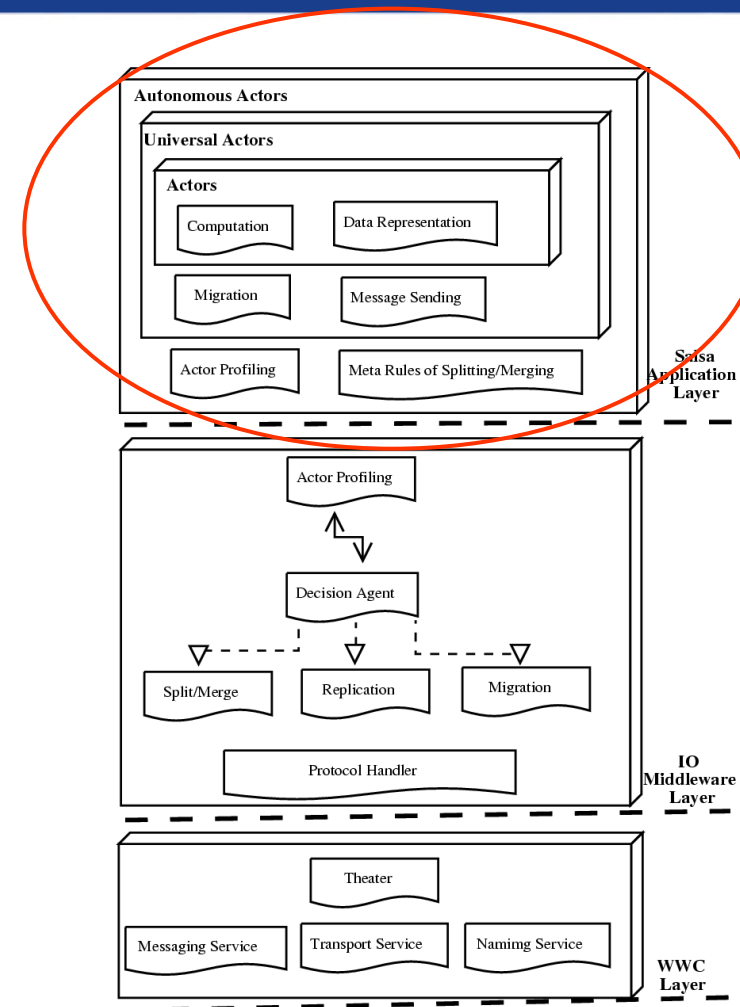 Autonomous Actors
Universal Actors
Actors
Computation
Data Representation
Migration
Message Sending
Actor Profiling
Meta Rules of Splitting/Merging
Salsa
Application
Layer
Actor Profiling
Decision Agent
Split/Merge
Replication
Migration
Protocol Handler
IO
Middleware
Layer
Theater
Messaging Service
Transport Service
Namimg Service
WWC
Layer